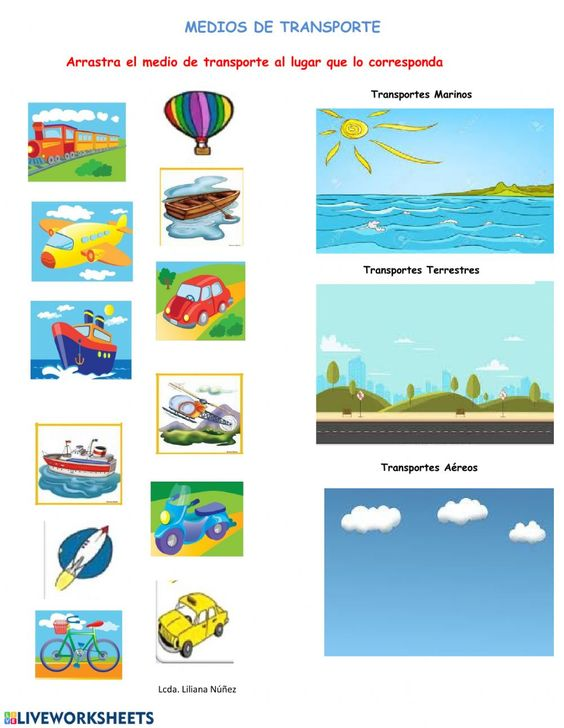 MEDIOS DE TRANSPORTE
Arrastra el medio de transporte al lugar que lo corresponda
Transportes Marinos
Transportes Terrestres
Transportes Aéreos
Lcda. Liliana Núñez
LIVEWORKSHEETS